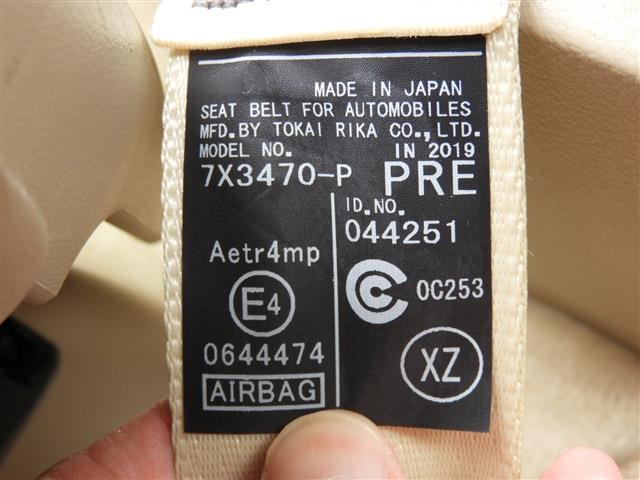 MADE IN JAPAN
SEAT BELT FOR AUTOMOBILES
MFD.BY TOKAI RIKA CO., LTD.
MODEL NO. IN 2019
7X3470-P PRE
ID.NO.
044251
Aetr4mp
E4
0C253
0644474
XZ
AIRBAG